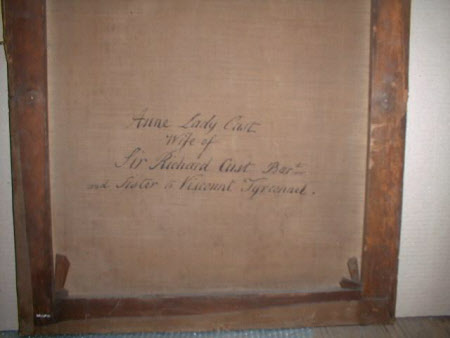 Anne Lady Cust
Wife of
Sir Richard Cust Bar.t
and Sister to Viscount Tyrconnel.